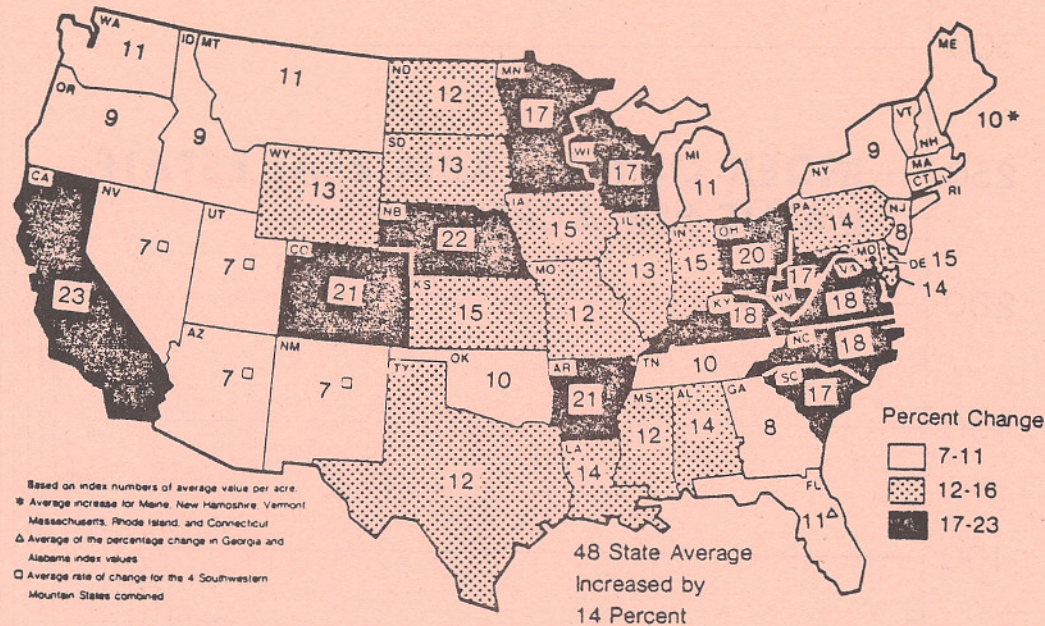 WA
11
ID
MT
11
OR
9
9
ND
12
MN
17
SD
13
WY
13
WI
17
MI
11
ME
10*
VT
NH
9
NY
MA
CT
RI
CA
23
NV
7□
UT
7□
CO
21
NB
22
IA
15
IL
13
IN
15
OH
20
PA
14
NJ
8
MD
DE 15
14
KS
15
MO
12
KY
18
WV
17
VA
18
AZ
7□
NM
7□
TY
12
OK
10
AR
21
TN
10
NC
18
SC
17
MS
12
AL
14
GA
8
LA
14
FL
11△
Percent Change
7-11
12-16
17-23
Based on index numbers of average value per acre.
* Average increase for Maine, New Hampshire, Vermont
Massachusetts, Rhode Island, and Connecticut
△ Average of the percentage change in Georgia and
Alabama index values
□ Average rate of change for the 4 Southwestern
Mountain States combined
48 State Average
Increased by
14 Percent